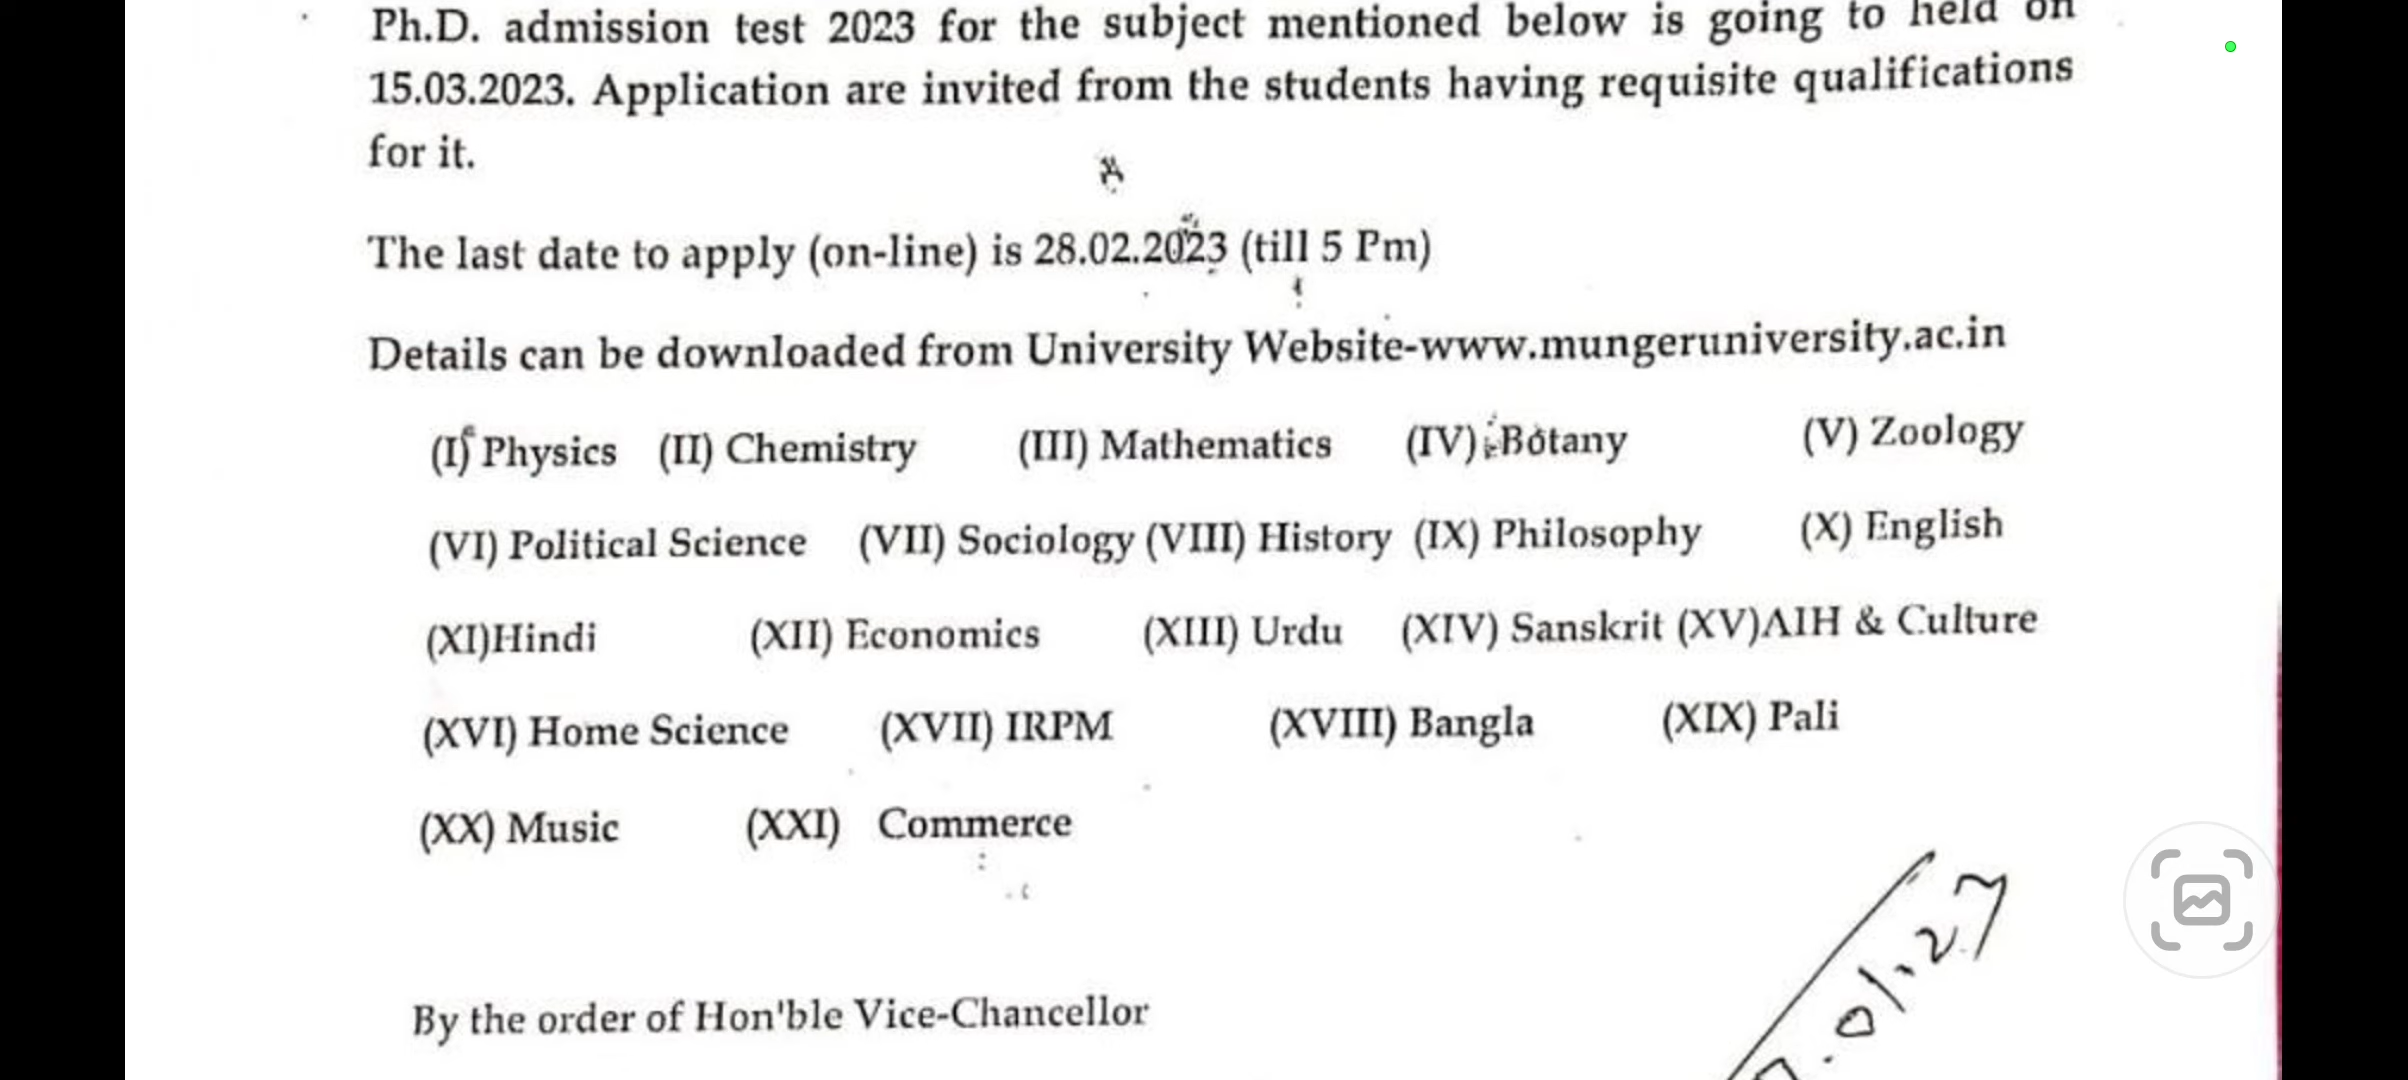 Ph.D. admission test 2023 for the subject mentioned below is going to held on
15.03.2023. Application are invited from the students having requisite qualifications
for it.
The last date to apply (on-line) is 28.02.2023 (till 5 Pm)
Details can be downloaded from University Website-www.mungeruniversity.ac.in
(I) Physics (II) Chemistry (III) Mathematics (IV) Botany (V) Zoology
(VI) Political Science (VII) Sociology (VIII) History (IX) Philosophy (X) English
(XI)Hindi (XII) Economics (XIII) Urdu (XIV) Sanskrit (XV)AIH & Culture
(XVI) Home Science (XVII) IRPM (XVIII) Bangla (XIX) Pali
(XX) Music (XXI) Commerce
By the order of Hon'ble Vice-Chancellor